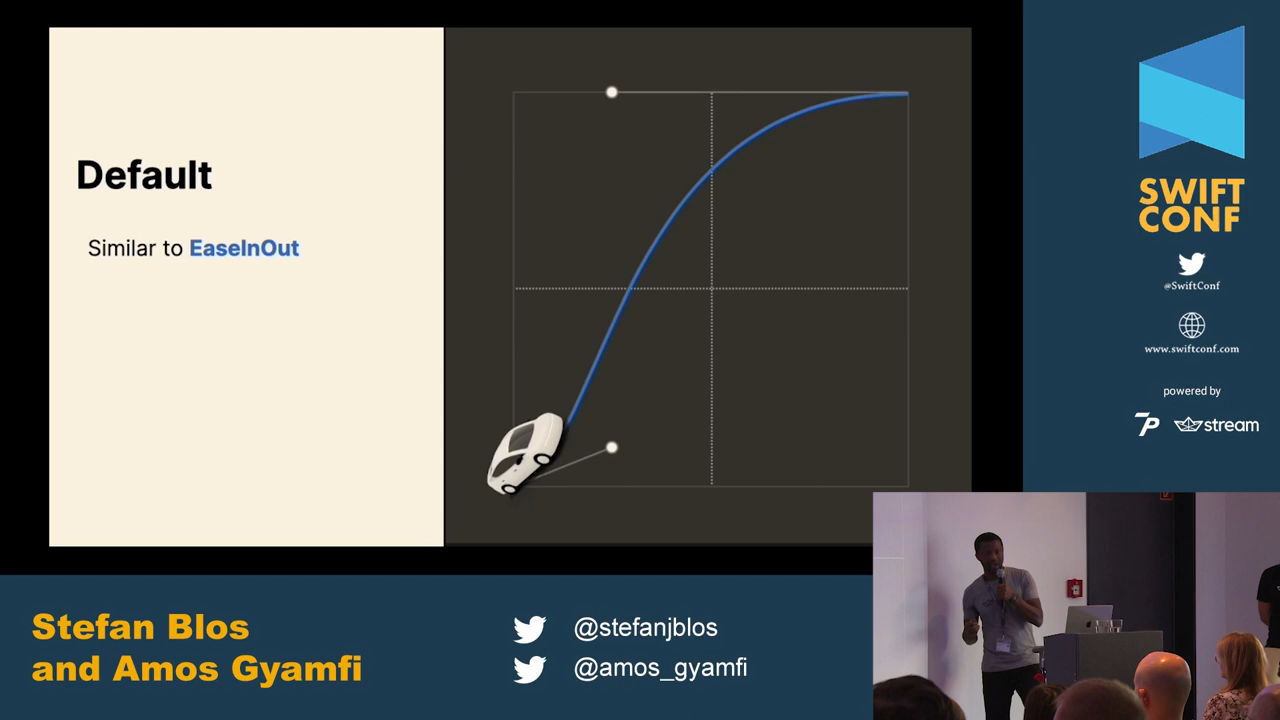 Default
Similar to EaseInOut
SWIFT
CONF
@SwiftConf
www.swiftconf.com
powered by
7P
stream
Stefan Blos
and Amos Gyamfi
@stefanjblos
@amos_gyamfi